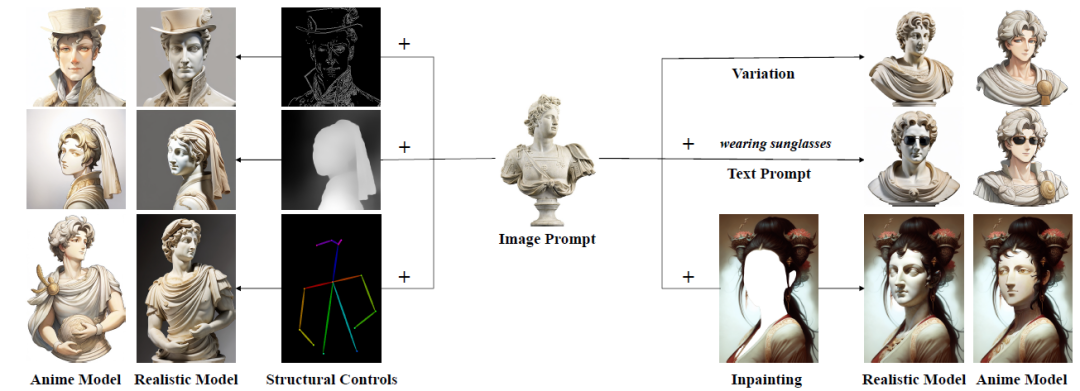 +
Variation
+
+
wearing sunglasses
Text Prompt
Image Prompt
+
+
Anime Model
Realistic Model
Structural Controls
Inpainting
Realistic Model
Anime Model